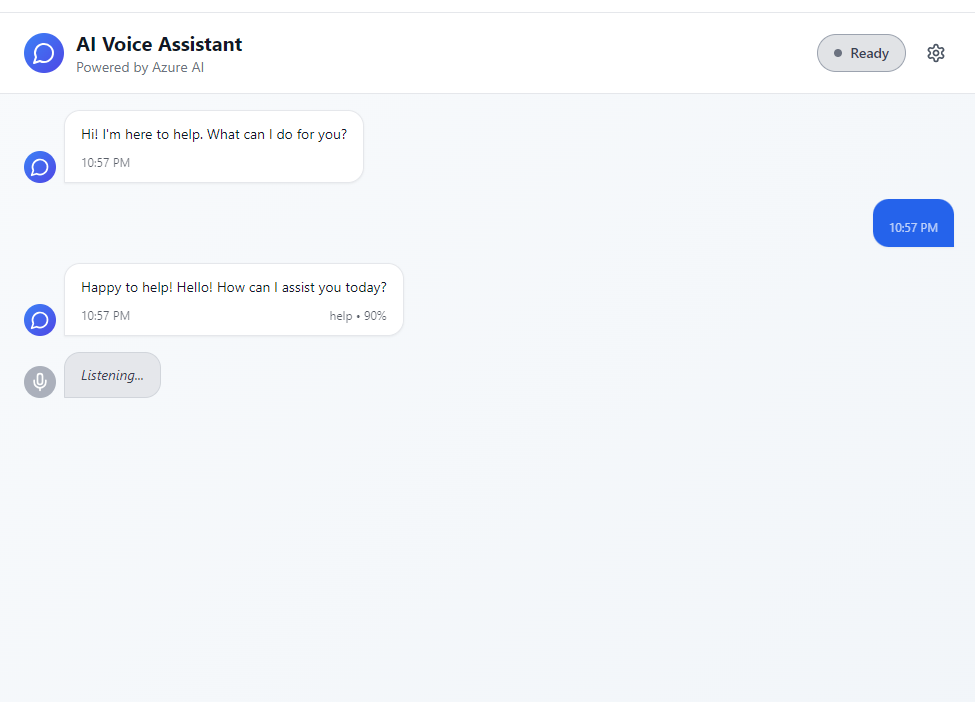 AI Voice Assistant
Powered by Azure AI
Ready
Hi! I'm here to help. What can I do for you?
10:57 PM
10:57 PM
Happy to help! Hello! How can I assist you today?
10:57 PM help • 90%
Listening...